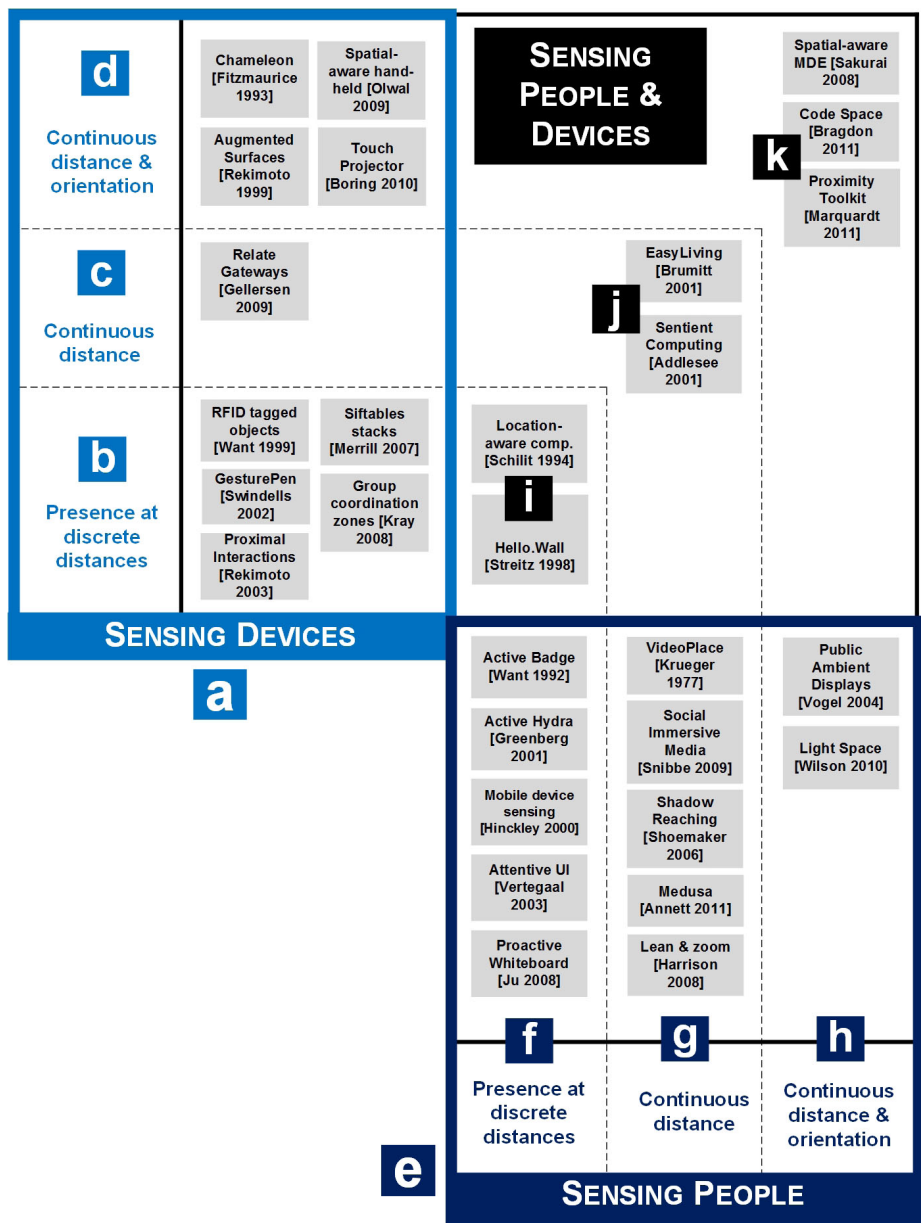 d
Continuous
distance &
orientation
Chameleon
[Fitzmaurice
1993]
Spatial-
aware hand-
held [Olwal
2009]
Augmented
Surfaces
[Rekimoto
1999]
Touch
Projector
[Boring 2010]
SENSING
PEOPLE &
DEVICES
Spatial-aware
MDE [Sakurai
2008]
Code Space
[Bragdon
2011]
k
Proximity
Toolkit
[Marquardt
2011]
c
Continuous
distance
Relate
Gateways
[Gellersen
2009]
EasyLiving
[Brumitt
2001]
j
Sentient
Computing
[Addlesee
2001]
b
Presence at
discrete
distances
RFID tagged
objects
[Want 1999]
Siftables
stacks
[Merrill 2007]
GesturePen
[Swindells
2002]
Group
coordination
zones [Kray
2008]
Proximal
Interactions
[Rekimoto
2003]
Location-
aware comp.
[Schilit 1994]
i
Hello.Wall
[Streitz 1998]
SENSING DEVICES
a
Active Badge
[Want 1992]
Active Hydra
[Greenberg
2001]
Mobile device
sensing
[Hinckley 2000]
Attentive UI
[Vertegaal
2003]
Proactive
Whiteboard
[Ju 2008]
VideoPlace
[Krueger
1977]
Social
Immersive
Media
[Snibbe 2009]
Shadow
Reaching
[Shoemaker
2006]
Medusa
[Annett 2011]
Lean & zoom
[Harrison
2008]
Public
Ambient
Displays
[Vogel 2004]
Light Space
[Wilson 2010]
f
Presence at
discrete
distances
g
Continuous
distance
h
Continuous
distance &
orientation
e
SENSING PEOPLE